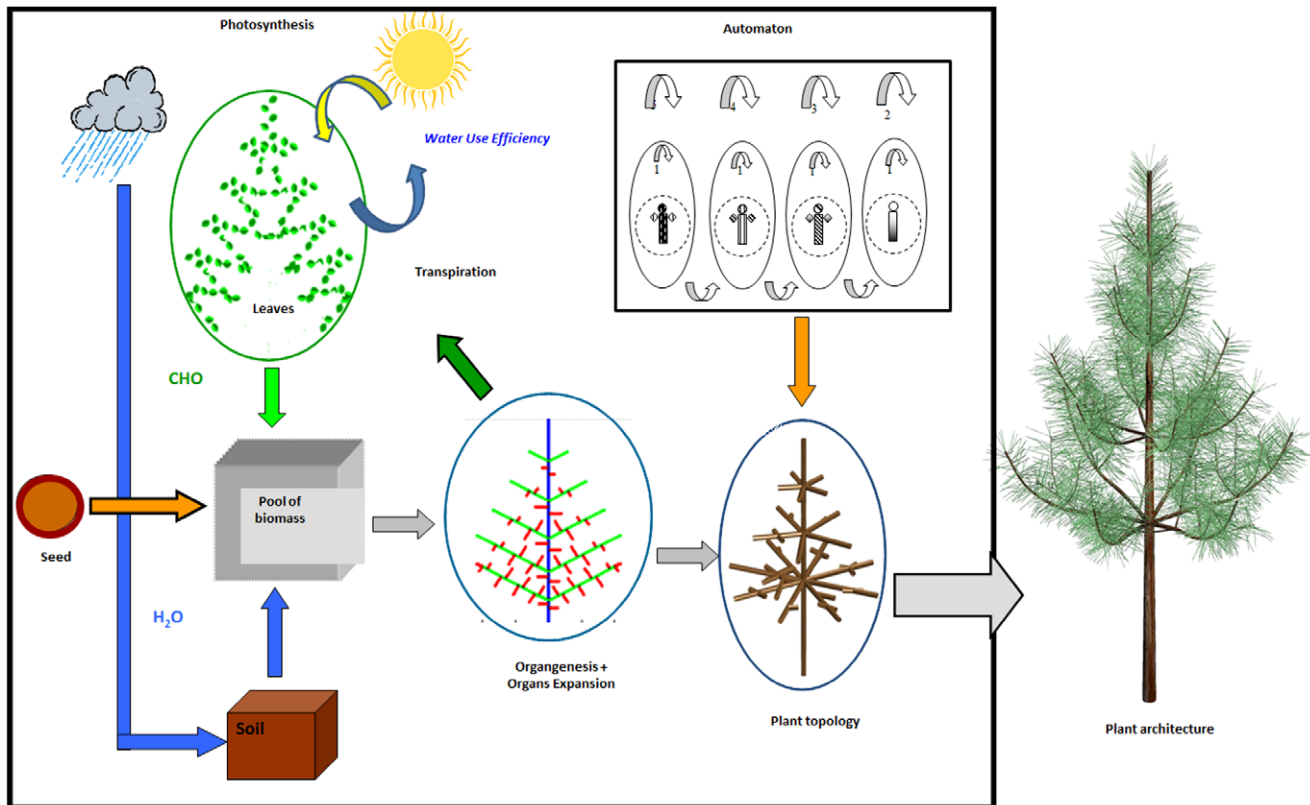 Photosynthesis
Automaton
Water Use Efficiency
5
4
3
2
1
1
1
1
Transpiration
Leaves
CHO
Pool of
biomass
Seed
H₂O
Organgenesis +
Organs Expansion
Soil
Plant topology
Plant architecture